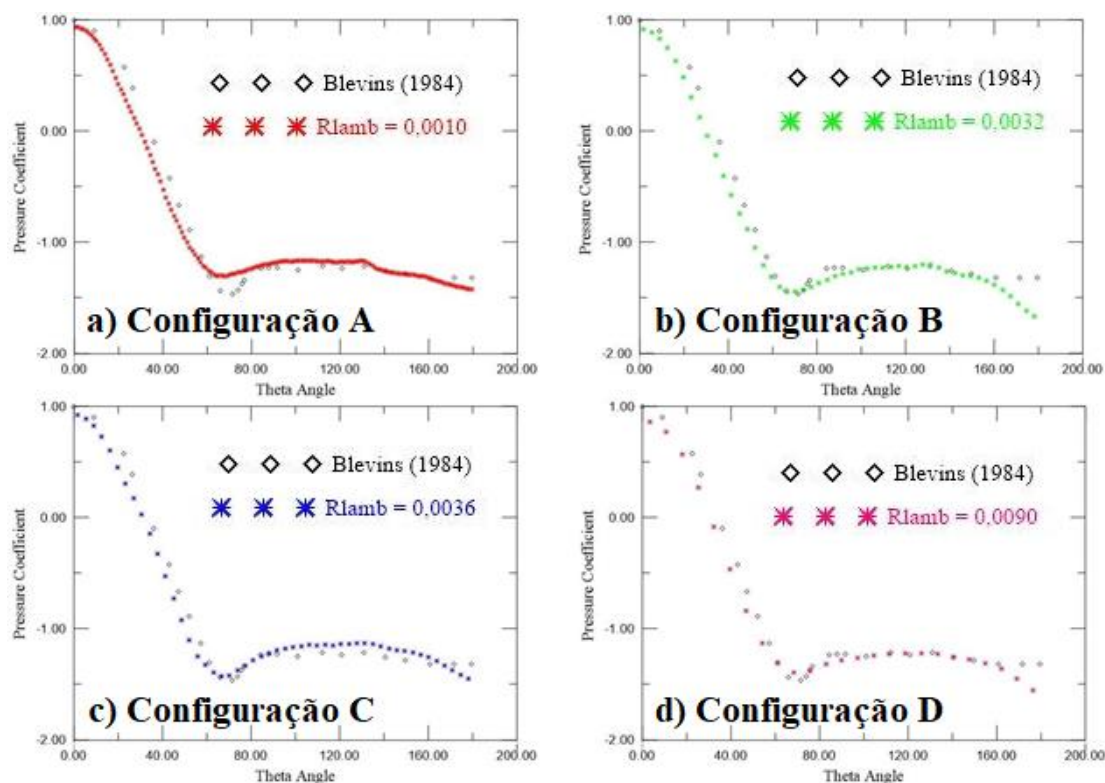 1.00
0.00
-1.00
-2.00
Pressure Coefficient
Blevins (1984)
Rlamb = 0,0010
a) Configuração A
0.00 40.00 80.00 120.00 160.00 200.00
Theta Angle
1.00
0.00
-1.00
-2.00
Pressure Coefficient
Blevins (1984)
Rlamb = 0,0032
b) Configuração B
0.00 40.00 80.00 120.00 160.00 200.00
Theta Angle
1.00
0.00
-1.00
-2.00
Pressure Coefficient
Blevins (1984)
Rlamb = 0,0036
c) Configuração C
0.00 40.00 80.00 120.00 160.00 200.00
Theta Angle
1.00
0.00
-1.00
-2.00
Pressure Coefficient
Blevins (1984)
Rlamb = 0,0090
d) Configuração D
0.00 40.00 80.00 120.00 160.00 200.00
Theta Angle